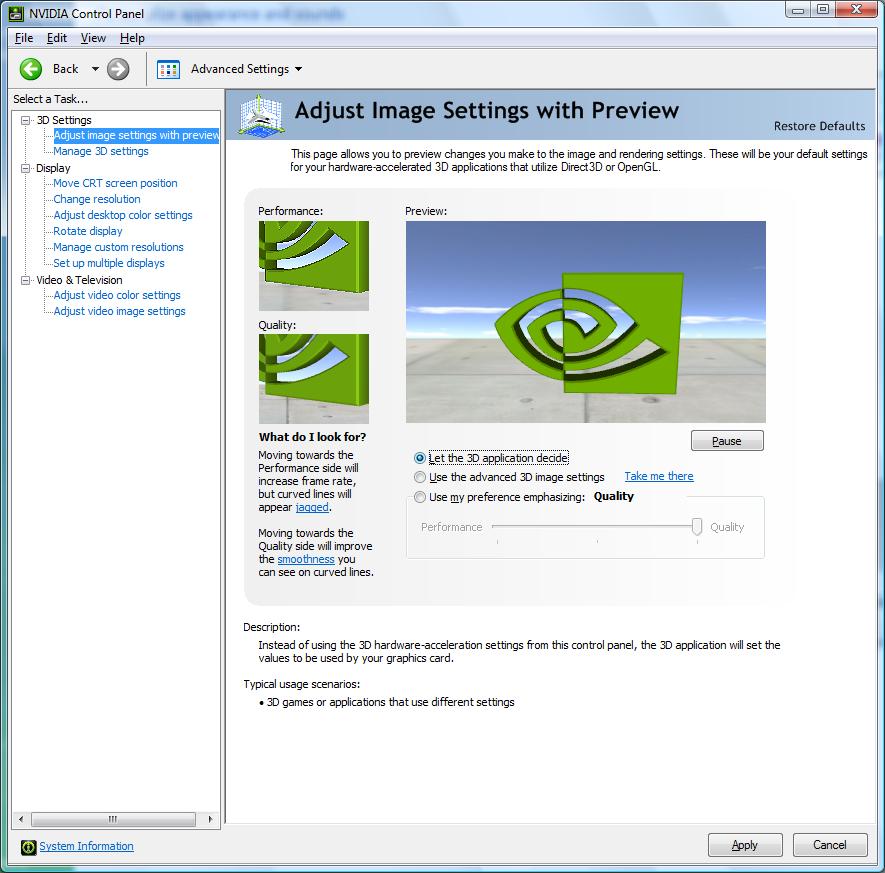 NVIDIA Control Panel
File Edit View Help
Back Advanced Settings
Select a Task...
3D Settings
Adjust image settings with preview
Manage 3D settings
Display
Move CRT screen position
Change resolution
Adjust desktop color settings
Rotate display
Manage custom resolutions
Set up multiple displays
Video & Television
Adjust video color settings
Adjust video image settings
System Information
Adjust Image Settings with Preview
Restore Defaults
This page allows you to preview changes you make to the image and rendering settings. These will be your default settings
for your hardware-accelerated 3D applications that utilize Direct3D or OpenGL.
Performance:
Quality:
What do I look for?
Moving towards the
Performance side will
increase frame rate,
but curved lines will
appear jagged.
Moving towards the
Quality side will improve
the smoothness you
can see on curved lines.
Preview:
Pause
Let the 3D application decide
Use the advanced 3D image settings Take me there
Use my preference emphasizing: Quality
Performance Quality
Description:
Instead of using the 3D hardware-acceleration settings from this control panel, the 3D application will set the
values to be used by your graphics card.
Typical usage scenarios:
• 3D games or applications that use different settings
Apply Cancel